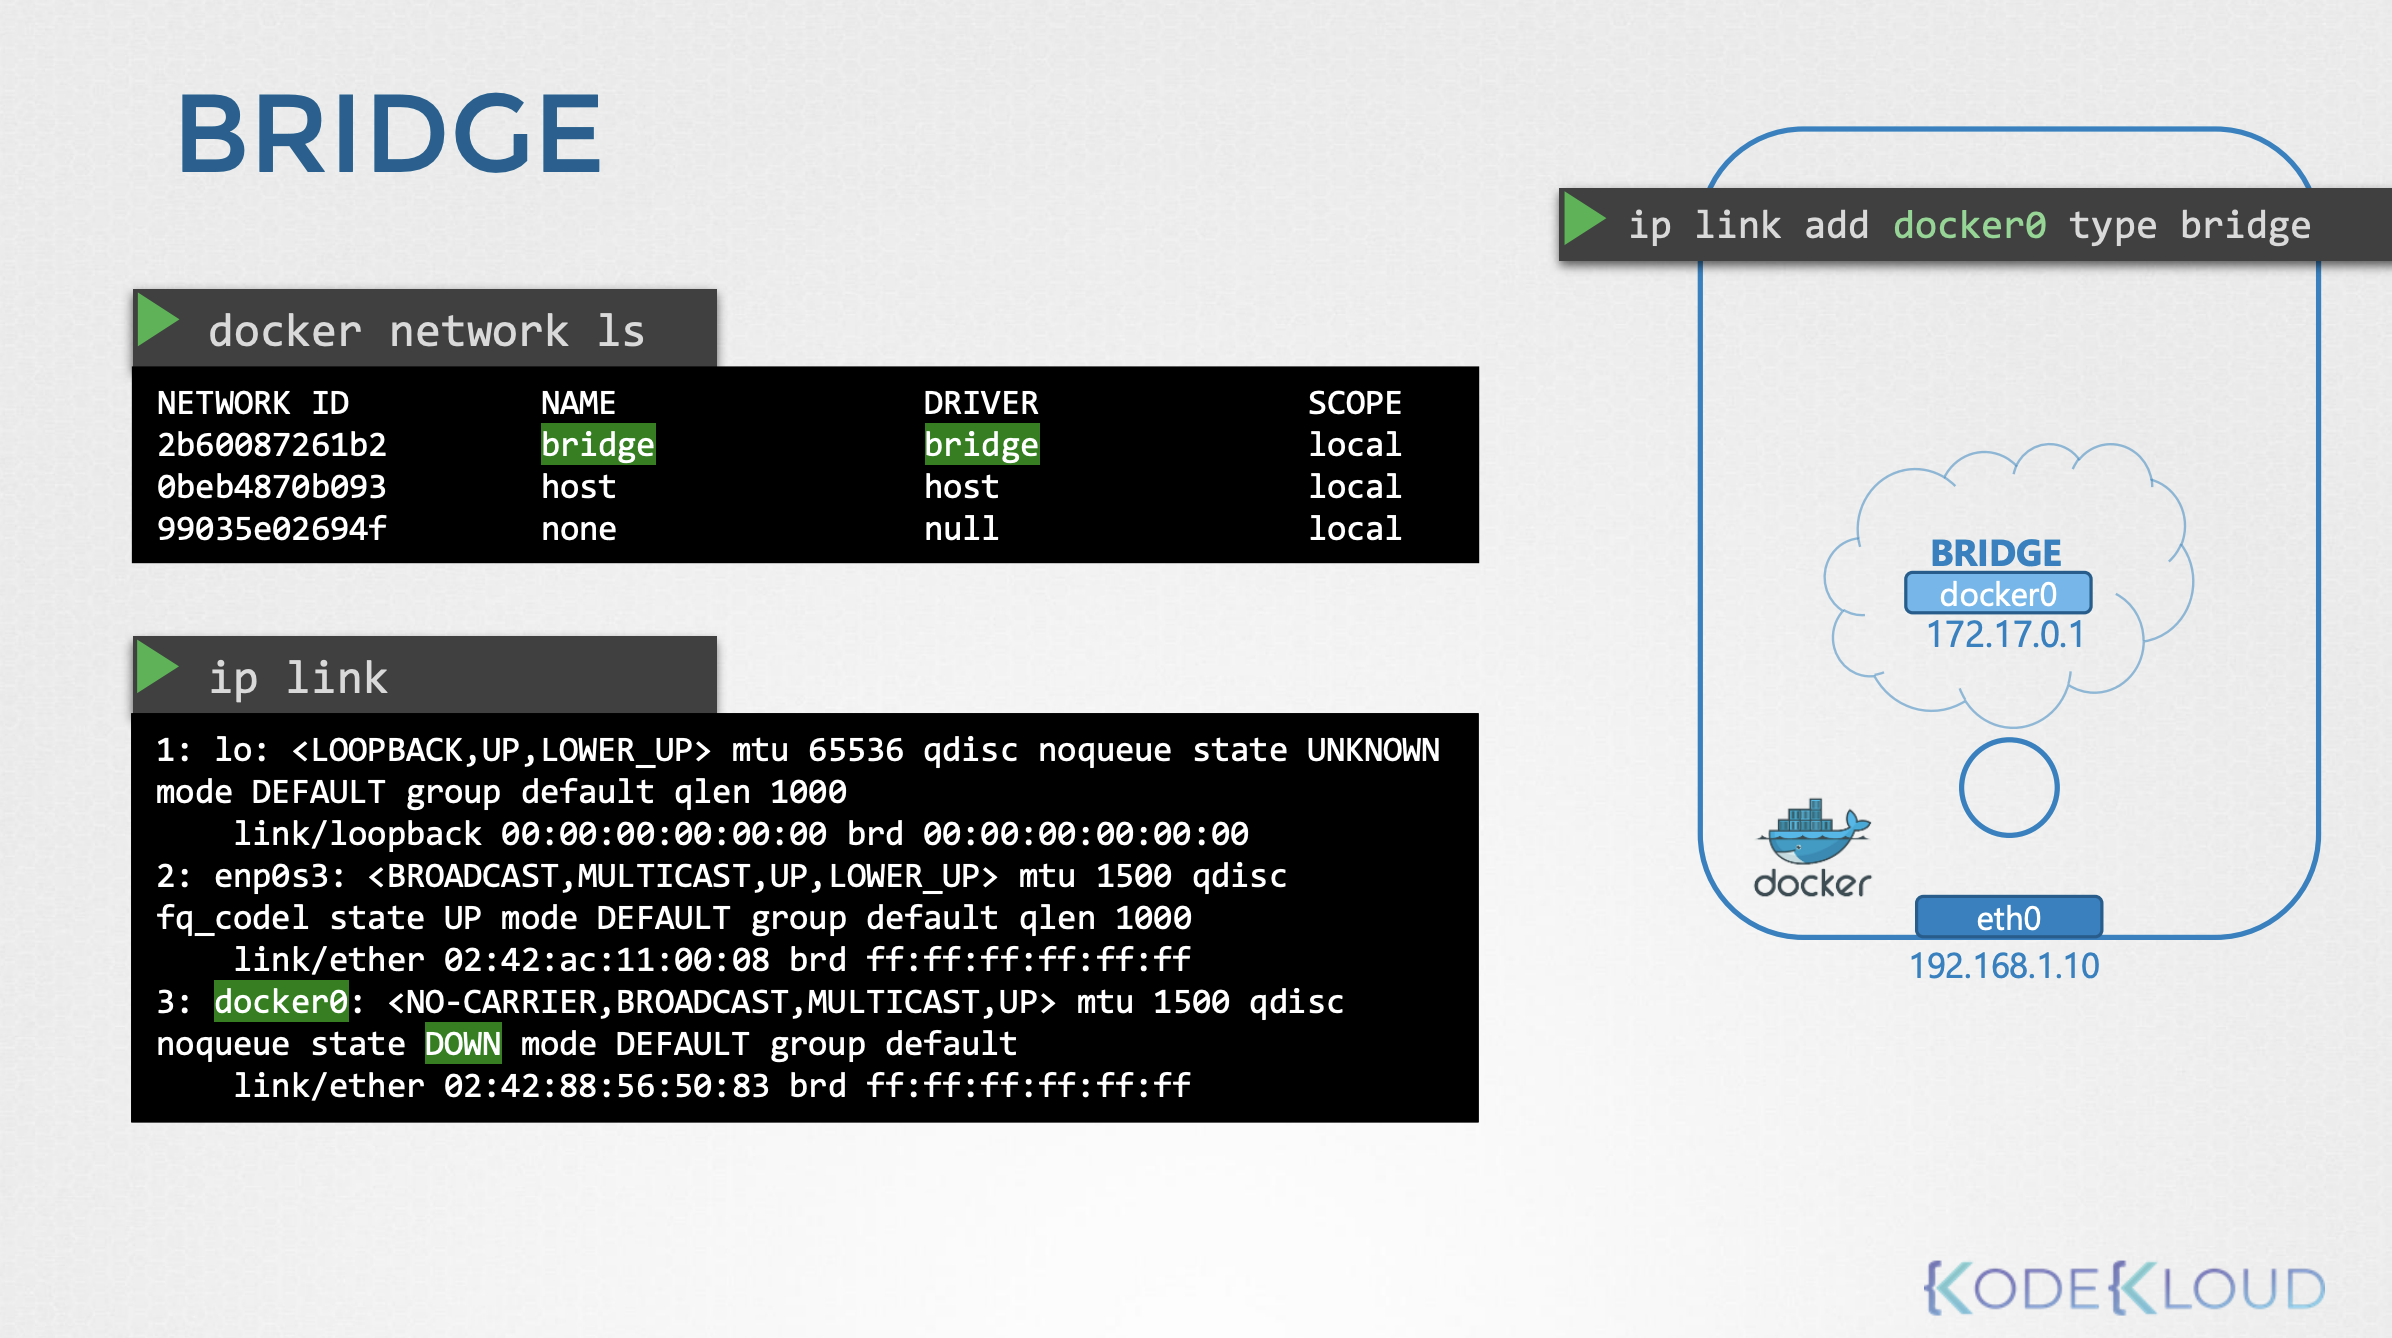 BRIDGE
ip link add docker0 type bridge
docker network ls
NETWORK ID NAME DRIVER SCOPE
2b60087261b2 bridge bridge local
0beb4870b093 host host local
99035e02694f none null local
ip link
1: lo: <LOOPBACK,UP,LOWER_UP> mtu 65536 qdisc noqueue state UNKNOWN
mode DEFAULT group default qlen 1000
link/loopback 00:00:00:00:00:00 brd 00:00:00:00:00:00
2: enp0s3: <BROADCAST,MULTICAST,UP,LOWER_UP> mtu 1500 qdisc
fq_codel state UP mode DEFAULT group default qlen 1000
link/ether 02:42:ac:11:00:08 brd ff:ff:ff:ff:ff:ff
3: docker0: <NO-CARRIER,BROADCAST,MULTICAST,UP> mtu 1500 qdisc
noqueue state DOWN mode DEFAULT group default
link/ether 02:42:88:56:50:83 brd ff:ff:ff:ff:ff:ff
BRIDGE
docker0
172.17.0.1
docker
eth0
192.168.1.10
KODEKLOUD